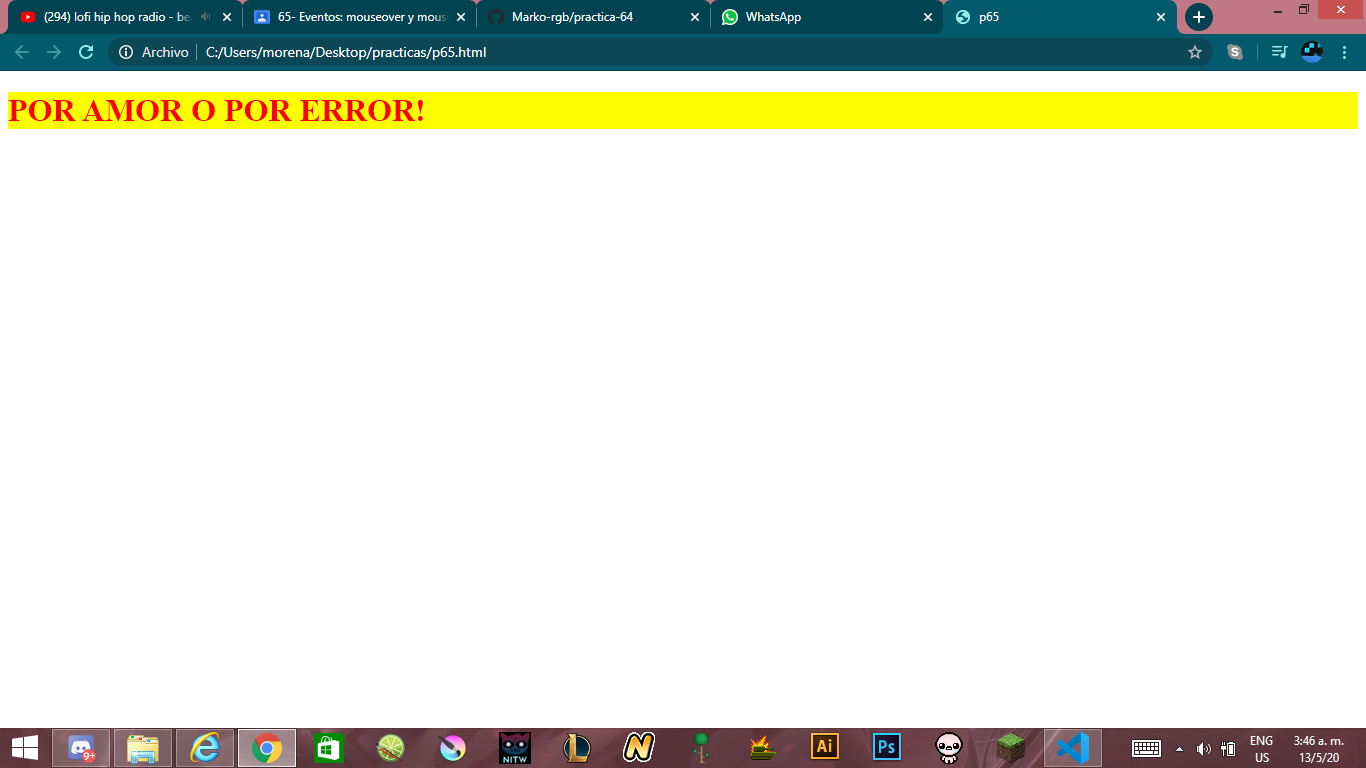 (294) lofi hip hop radio - be
65- Eventos: mouseover y mous
Marko-rgb/practica-64
WhatsApp
p65
Archivo
C:/Users/morena/Desktop/practicas/p65.html
POR AMOR O POR ERROR!
9+
NITW
L
N
Ai
Ps
ENG
US
3:46 a. m.
13/5/20